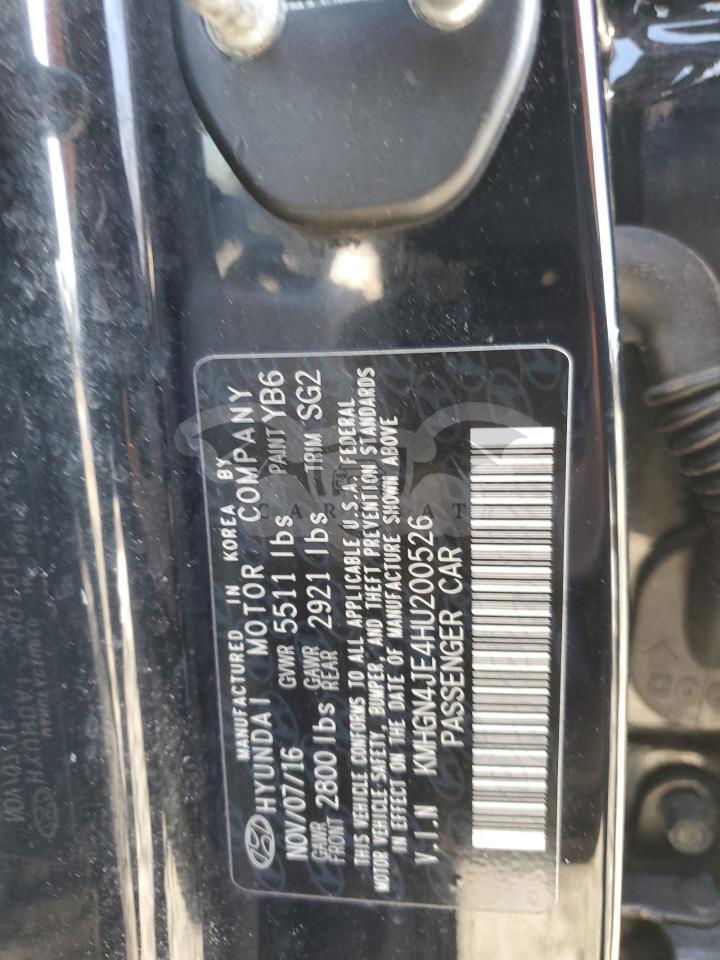 MANUFACTURED IN KOREA BY
HYUNDAI MOTOR COMPANY
NOV/07/16 GVWR 5511 lbs PAINT YB6
GAWR FRONT 2800 lbs GAWR REAR 2921 lbs TRIM SG2
THIS VEHICLE CONFORMS TO ALL APPLICABLE U.S.A. FEDERAL
MOTOR VEHICLE SAFETY, BUMPER, AND THEFT PREVENTION STANDARDS
IN EFFECT ON THE DATE OF MANUFACTURE SHOWN ABOVE
V.I.N KMHGN4JE4HU200526
PASSENGER CAR